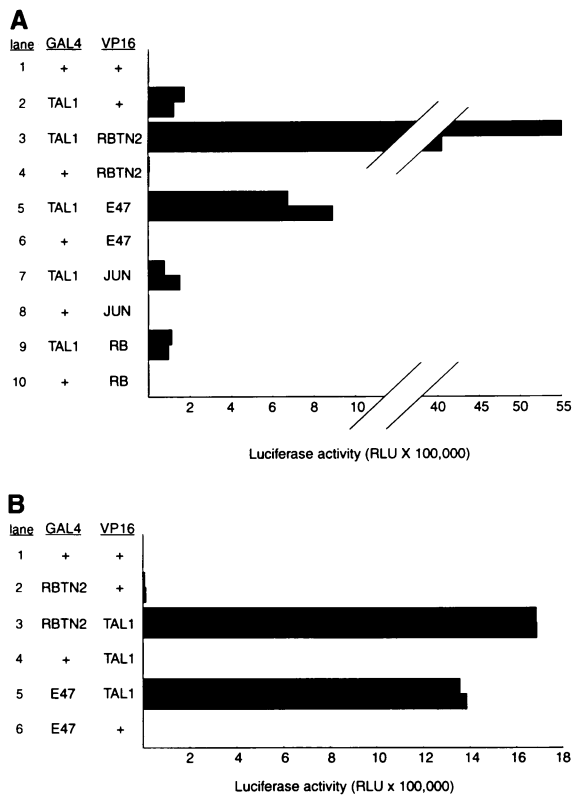 A
lane GAL4 VP16
1 + +
2 TAL1 +
3 TAL1 RBTN2
4 + RBTN2
5 TAL1 E47
6 + E47
7 TAL1 JUN
8 + JUN
9 TAL1 RB
10 + RB
2 4 6 8 10 40 45 50 55
Luciferase activity (RLU X 100,000)
B
lane GAL4 VP16
1 + +
2 RBTN2 +
3 RBTN2 TAL1
4 + TAL1
5 E47 TAL1
6 E47 +
2 4 6 8 10 12 14 16 18
Luciferase activity (RLU x 100,000)